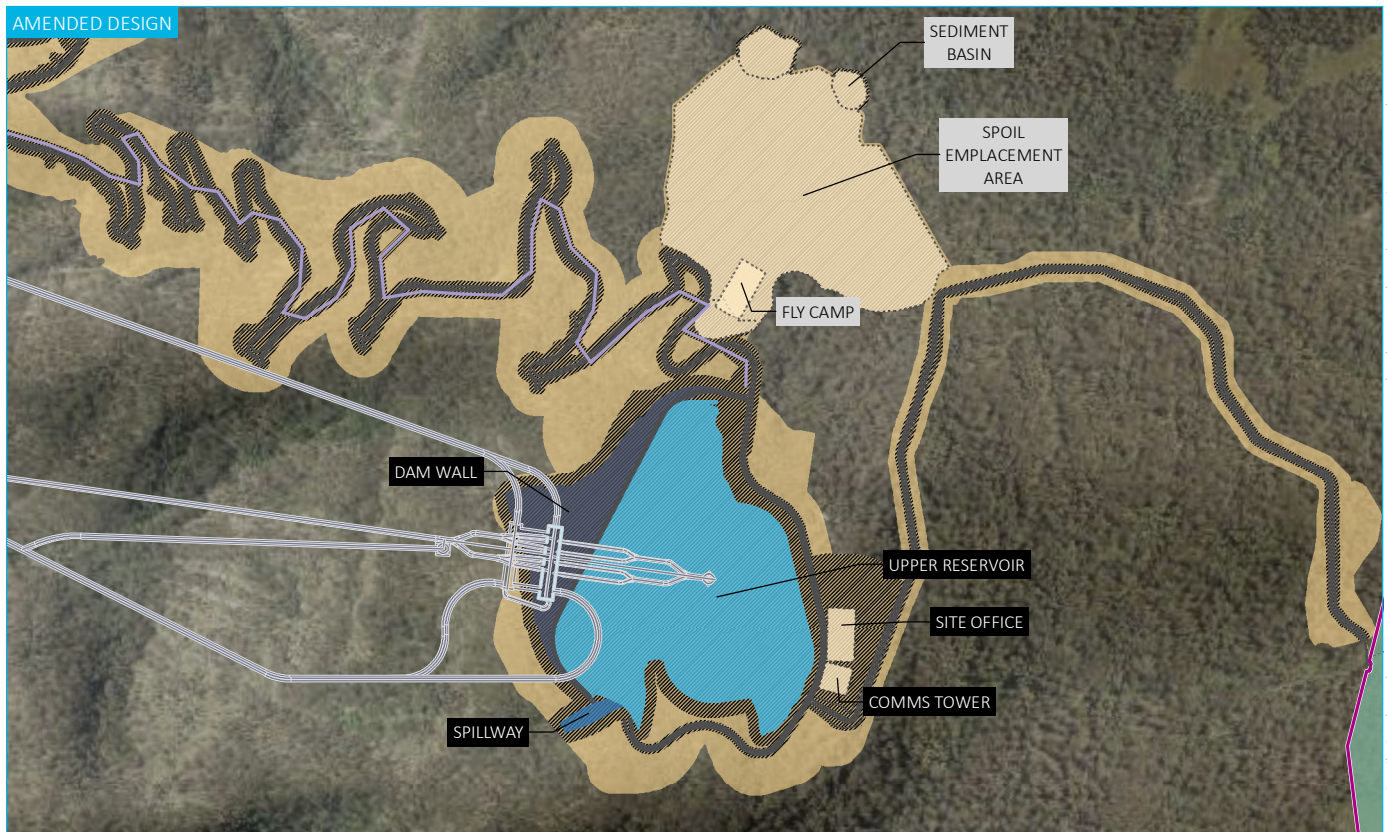 AMENDED DESIGN
SEDIMENT
BASIN
SPOIL
EMPLACEMENT
AREA
FLY CAMP
DAM WALL
UPPER RESERVOIR
SITE OFFICE
COMMS TOWER
SPILLWAY